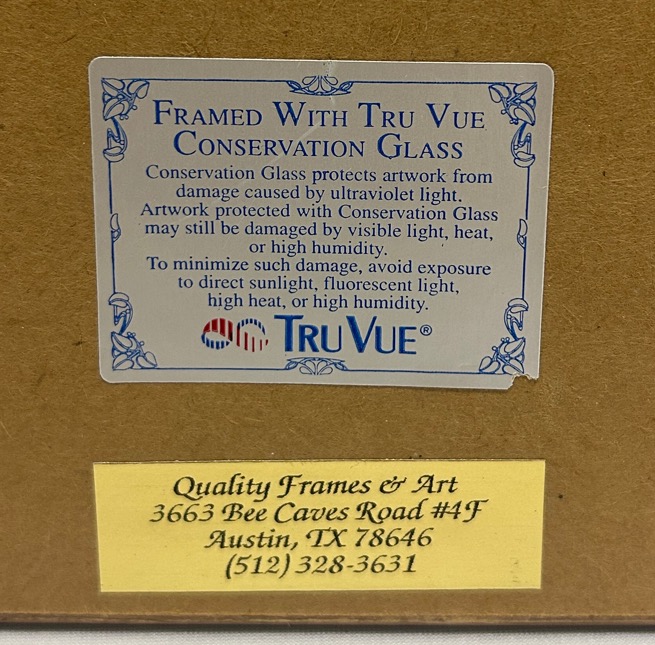 FRAMED WITH TRU VUE
CONSERVATION GLASS
Conservation Glass protects artwork from
damage caused by ultraviolet light.
Artwork protected with Conservation Glass
may still be damaged by visible light, heat,
or high humidity.
To minimize such damage, avoid exposure
to direct sunlight, fluorescent light,
high heat, or high humidity.
TRU VUE®
Quality Frames & Art
3663 Bee Caves Road #4F
Austin, TX 78646
(512) 328-3631